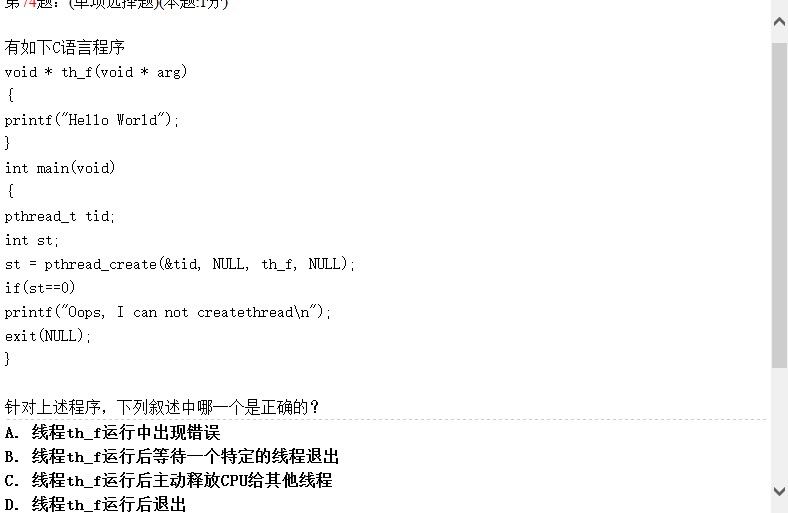 第74题: (单项选择题)(本题:1分)
有如下C语言程序
void * th_f(void * arg)
{
printf("Hello World");
}
int main(void)
{
pthread_t tid;
int st;
st = pthread_create(&tid, NULL, th_f, NULL);
if(st==0)
printf("Oops, I can not createthread\n");
exit(NULL);
}
针对上述程序，下列叙述中哪一个是正确的？
A. 线程th_f运行中出现错误
B. 线程th_f运行后等待一个特定的线程退出
C. 线程th_f运行后主动释放CPU给其他线程
D. 线程th_f运行后退出